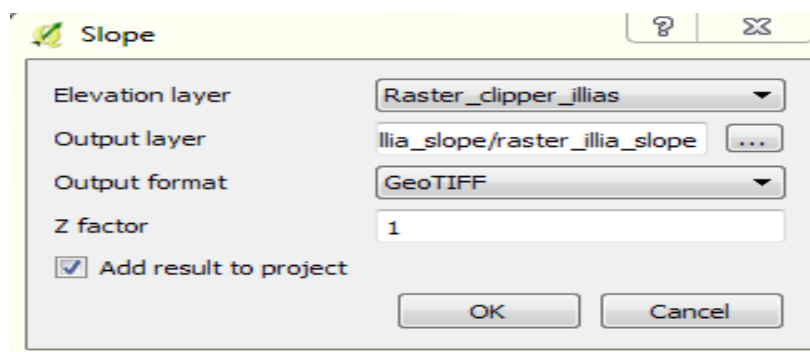 Slope
Elevation layer Raster_clipper_illias
Output layer llia_slope/raster_illia_slope ...
Output format GeoTIFF
Z factor 1
Add result to project
OK Cancel